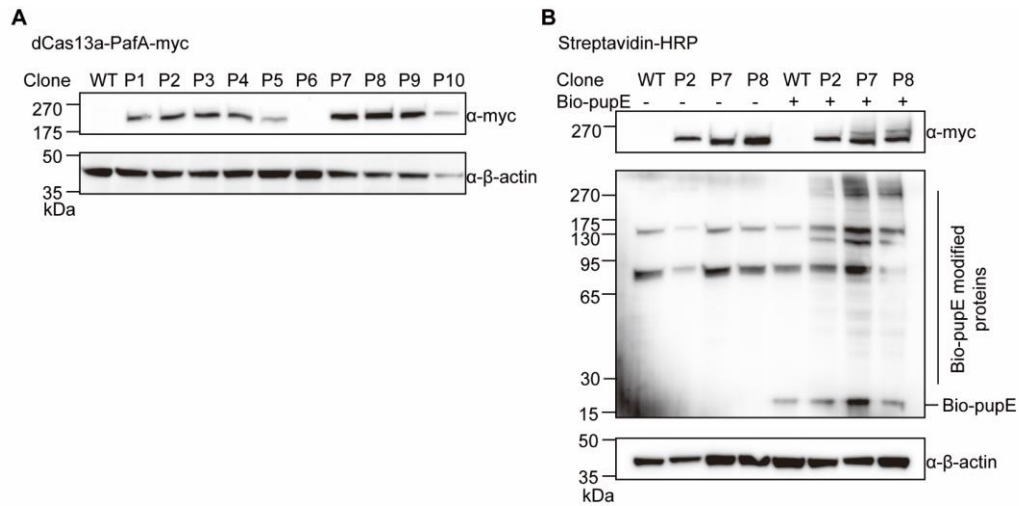 A
dCas13a-PafA-myc
Clone WT P1 P2 P3 P4 P5 P6 P7 P8 P9 P10
270
175
α-myc
50
35
α-β-actin
kDa
B
Streptavidin-HRP
Clone WT P2 P7 P8 WT P2 P7 P8
Bio-pupE - - - - + + + +
270
α-myc
270
175
130
95
65
30
15
Bio-pupE modified
proteins
Bio-pupE
50
35
α-β-actin
kDa